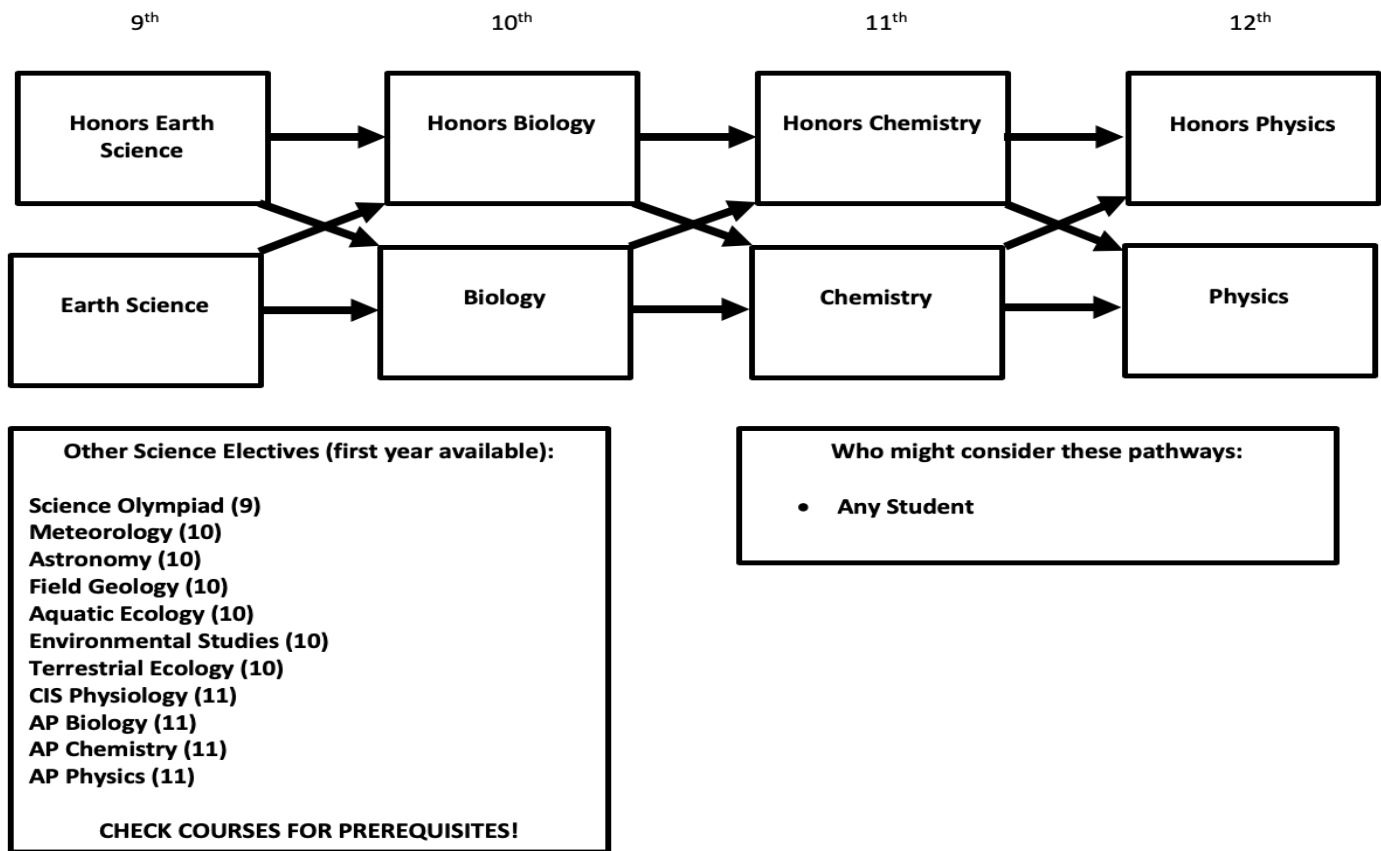 9th
10th
11th
12th
Honors Earth
Science
Honors Biology
Honors Chemistry
Honors Physics
Earth Science
Biology
Chemistry
Physics
Other Science Electives (first year available):
Science Olympiad (9)
Meteorology (10)
Astronomy (10)
Field Geology (10)
Aquatic Ecology (10)
Environmental Studies (10)
Terrestrial Ecology (10)
CIS Physiology (11)
AP Biology (11)
AP Chemistry (11)
AP Physics (11)
CHECK COURSES FOR PREREQUISITES!
Who might consider these pathways:
• Any Student